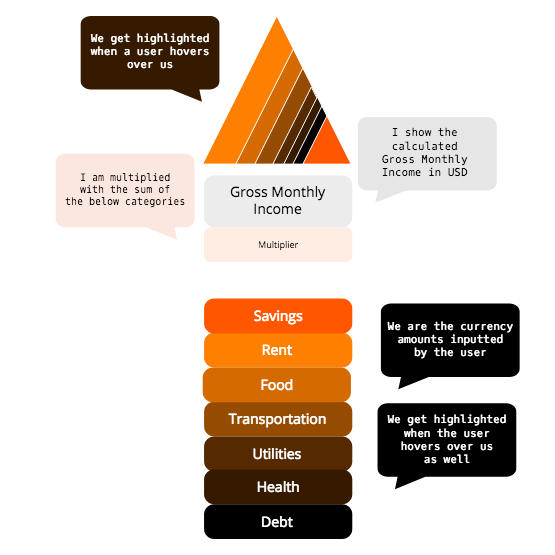 We get highlighted
when a user hovers
over us
I show the
calculated
Gross Monthly
Income in USD
I am multiplied
with the sum of
the below categories
Gross Monthly
Income
Multiplier
Savings
Rent
Food
Transportation
Utilities
Health
Debt
We are the currency
amounts inputted
by the user
We get highlighted
when the user
hovers over us
as well